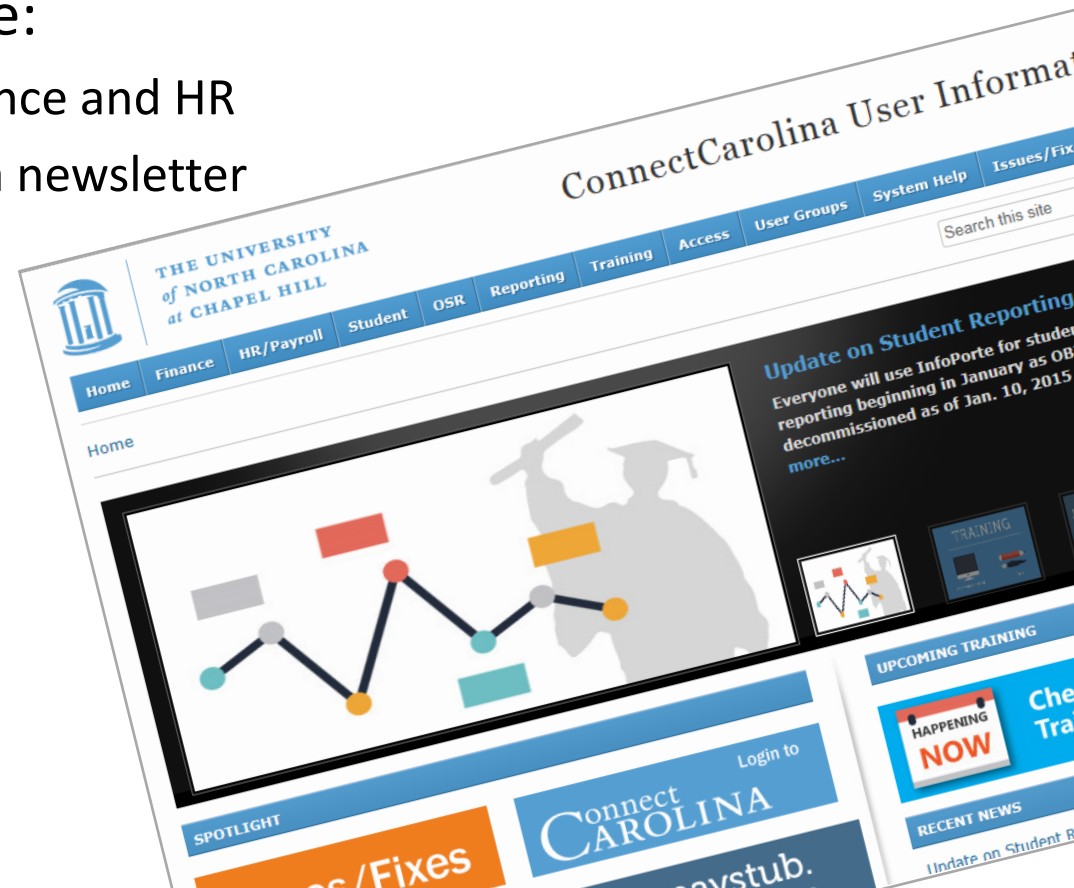 e:
nce and HR
newsletter
ConnectCarolina User Informat
THE UNIVERSITY
of NORTH CAROLINA
at CHAPEL HILL
Home Finance HR/Payroll Student OSR Reporting Training Access User Groups System Help Issues/Fix
Search this site
Home
Update on Student Reporting
Everyone will use InfoPorte for studen
reporting beginning in January as OB
decommissioned as of Jan. 10, 2015
more...
TRAINING
SPOTLIGHT
es/Fixes
Login to
Connect
CAROLINA
paystub.
UPCOMING TRAINING
HAPPENING
NOW
Che
Trai
RECENT NEWS
Update on Student R